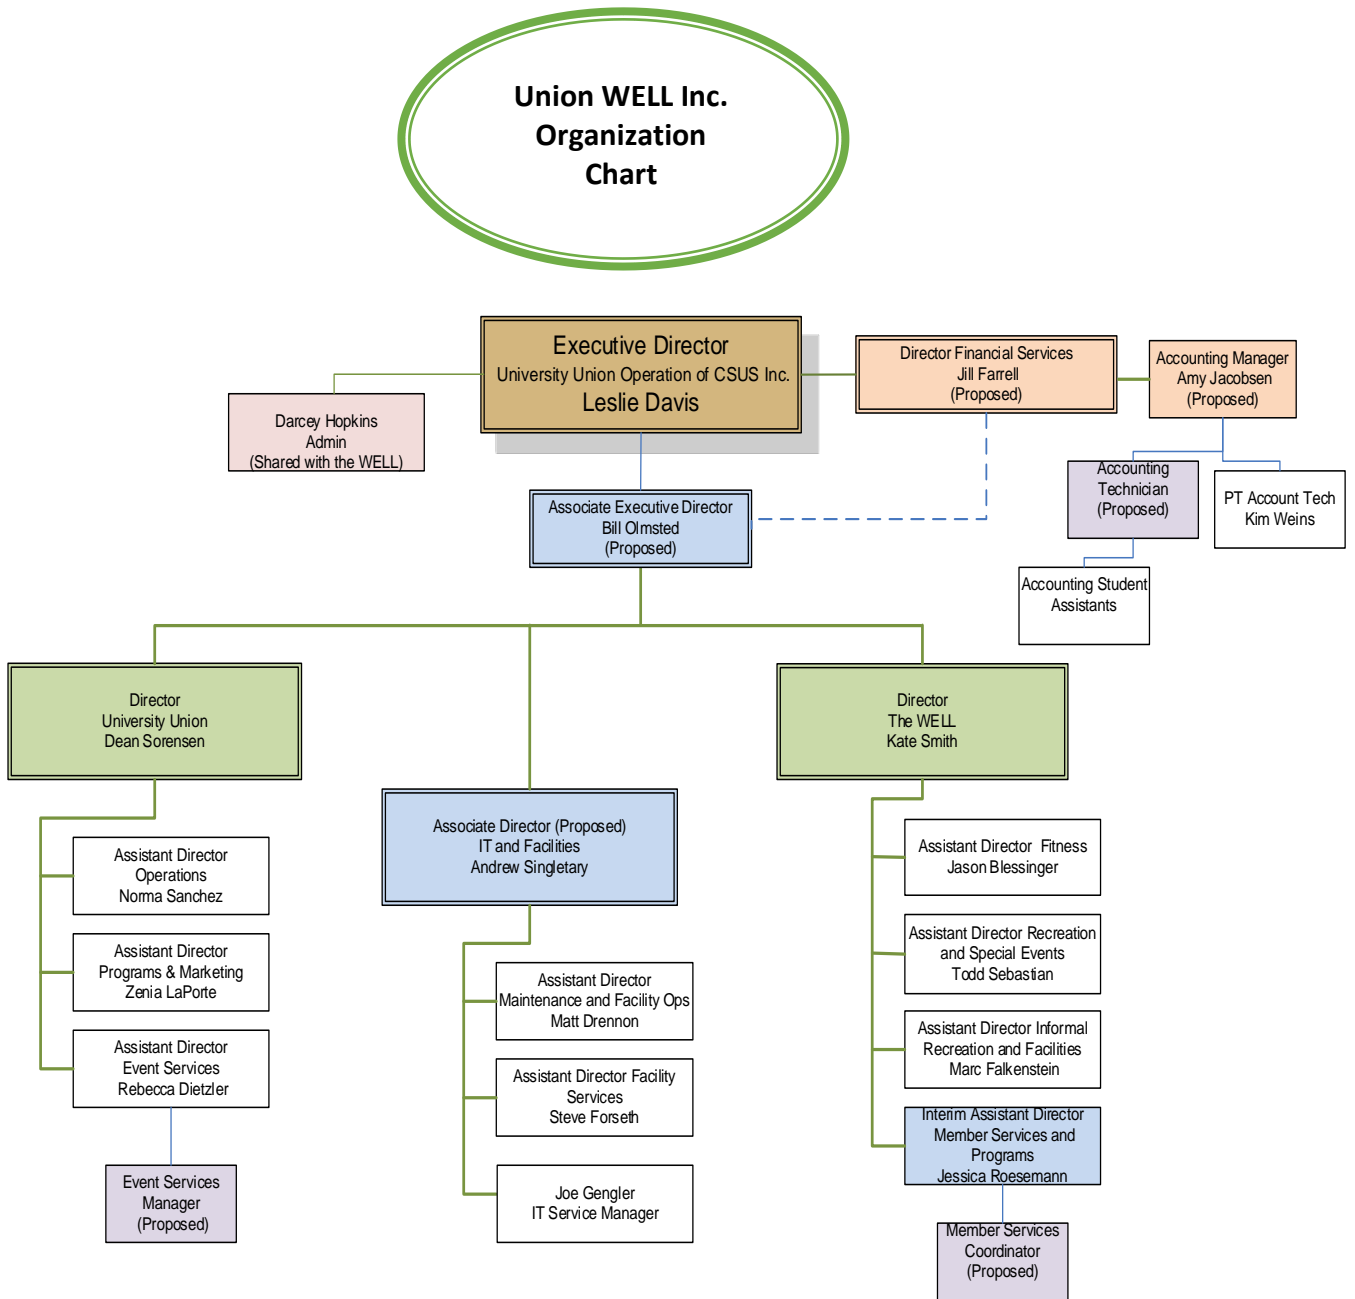 Union WELL Inc.
Organization
Chart
Executive Director
University Union Operation of CSUS Inc.
Leslie Davis
Director Financial Services
Jill Farrell
(Proposed)
Accounting Manager
Amy Jacobsen
(Proposed)
Darcey Hopkins
Admin
(Shared with the WELL)
Accounting
Technician
(Proposed)
PT Account Tech
Kim Weins
Associate Executive Director
Bill Olmsted
(Proposed)
Accounting Student
Assistants
Director
University Union
Dean Sorensen
Director
The WELL
Kate Smith
Associate Director (Proposed)
IT and Facilities
Andrew Singletary
Assistant Director
Operations
Norma Sanchez
Assistant Director
Programs & Marketing
Zenia LaPorte
Assistant Director
Event Services
Rebecca Dietzler
Event Services
Manager
(Proposed)
Assistant Director
Maintenance and Facility Ops
Matt Drennon
Assistant Director Facility
Services
Steve Forseth
Joe Gengler
IT Service Manager
Assistant Director  Fitness
Jason Blessinger
Assistant Director Recreation
and Special Events
Todd Sebastian
Assistant Director Informal
Recreation and Facilities
Marc Falkenstein
Interim Assistant Director
Member Services and
Programs
Jessica Roesemann
Member Services
Coordinator
(Proposed)